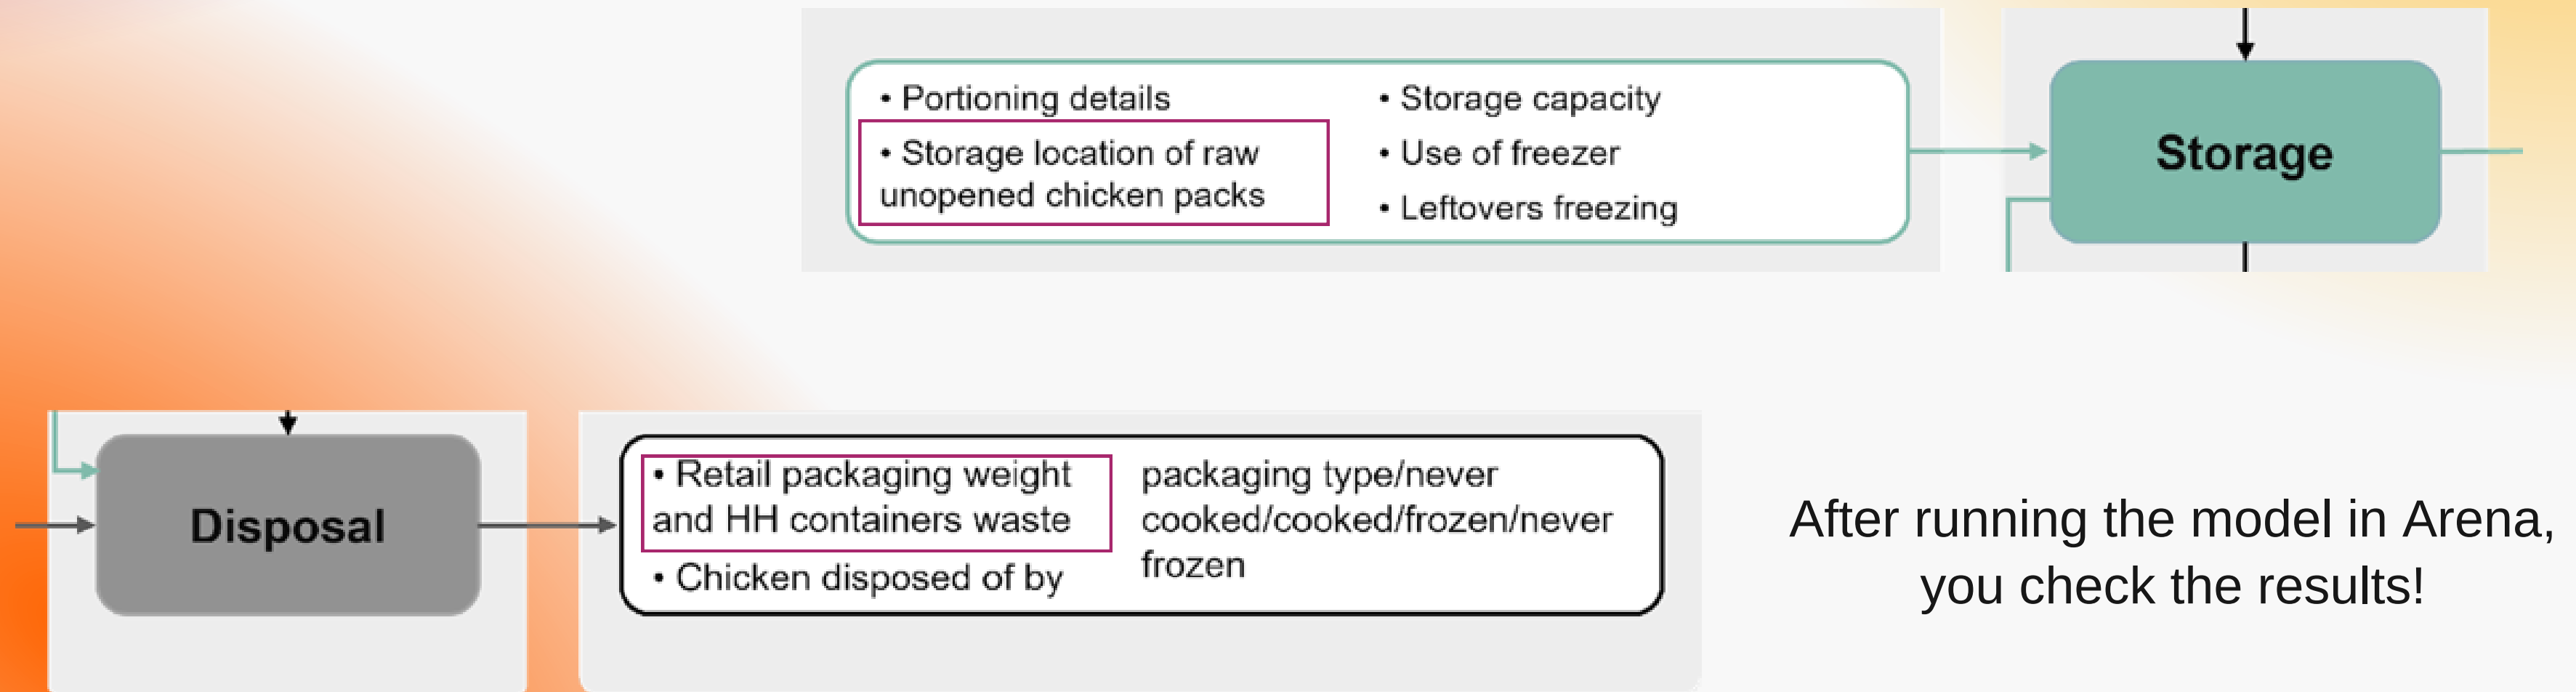 • Portioning details
• Storage location of raw
unopened chicken packs
• Storage capacity
• Use of freezer
• Leftovers freezing
Storage
Disposal
• Retail packaging weight
and HH containers waste
• Chicken disposed of by
packaging type/never
cooked/cooked/frozen/never
frozen
After running the model in Arena,
you check the results!